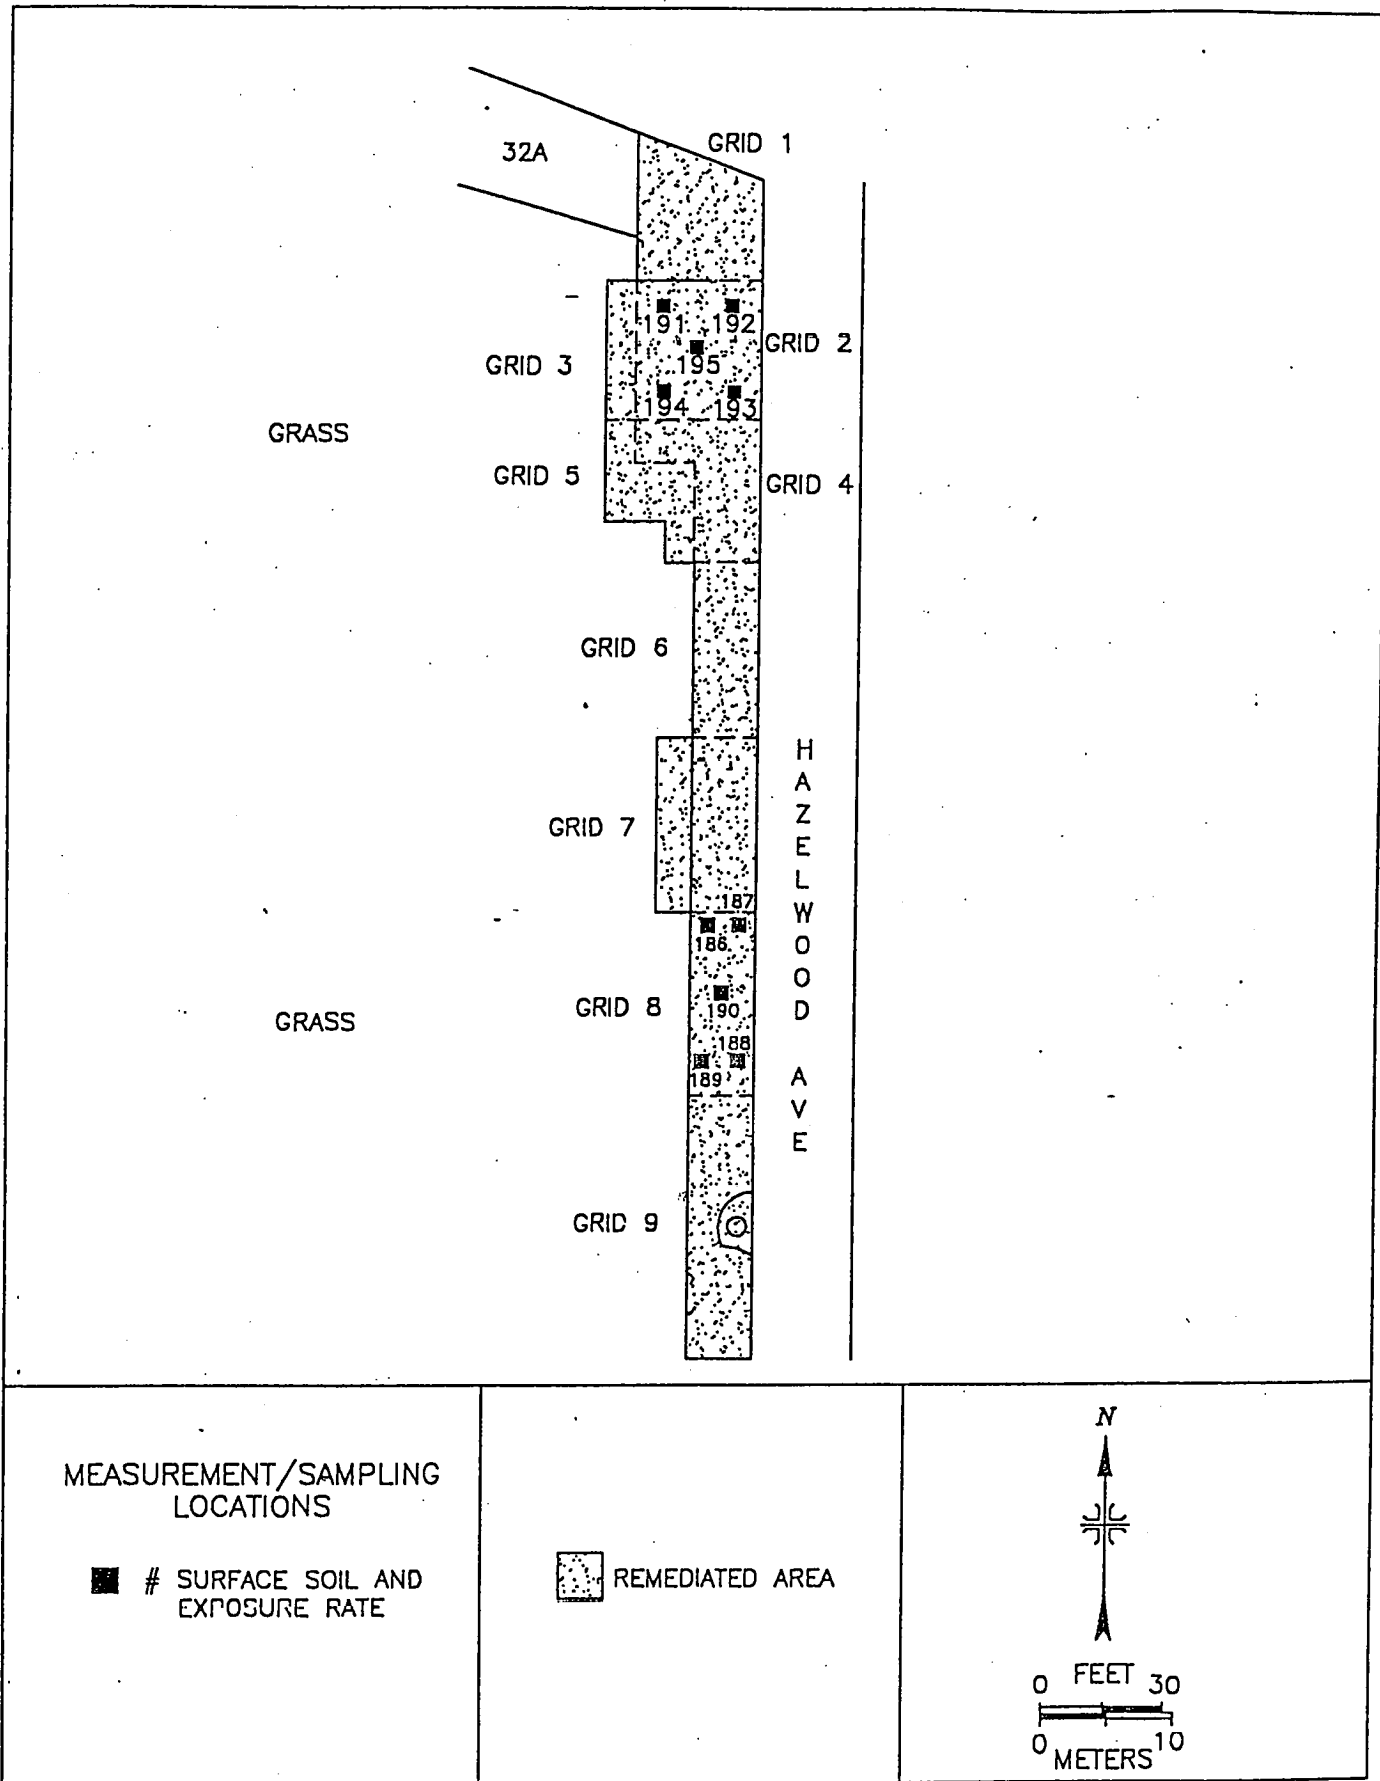 GRID 1
32A
191 192
GRID 2
195
GRID 3
194 193
GRASS
GRID 5
GRID 4
GRID 6
HAZELWOOD AVE
GRID 7
187
186
GRID 8
190
GRASS
188
189
GRID 9
MEASUREMENT/SAMPLING
LOCATIONS
# SURFACE SOIL AND
EXPOSURE RATE
REMEDIATED AREA
N
FEET
0 30
0 10
METERS